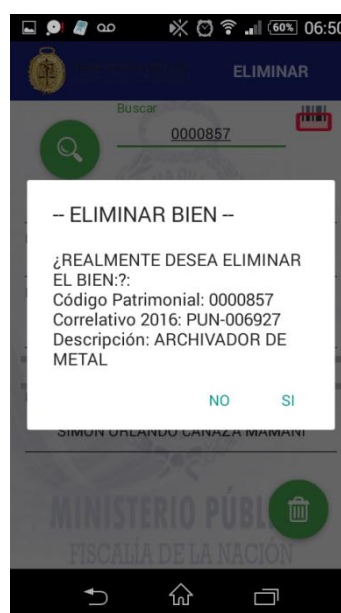 60% 06:50
ELIMINAR
Buscar
0000857
-- ELIMINAR BIEN --
¿REALMENTE DESEA ELIMINAR
EL BIEN:?:
Código Patrimonial: 0000857
Correlativo 2016: PUN-006927
Descripción: ARCHIVADOR DE
METAL
NO SI
SIMON ORLANDO CANAZA MAMANI
MINISTERIO PÚBL
FISCALÍA DE LA NACIÓN